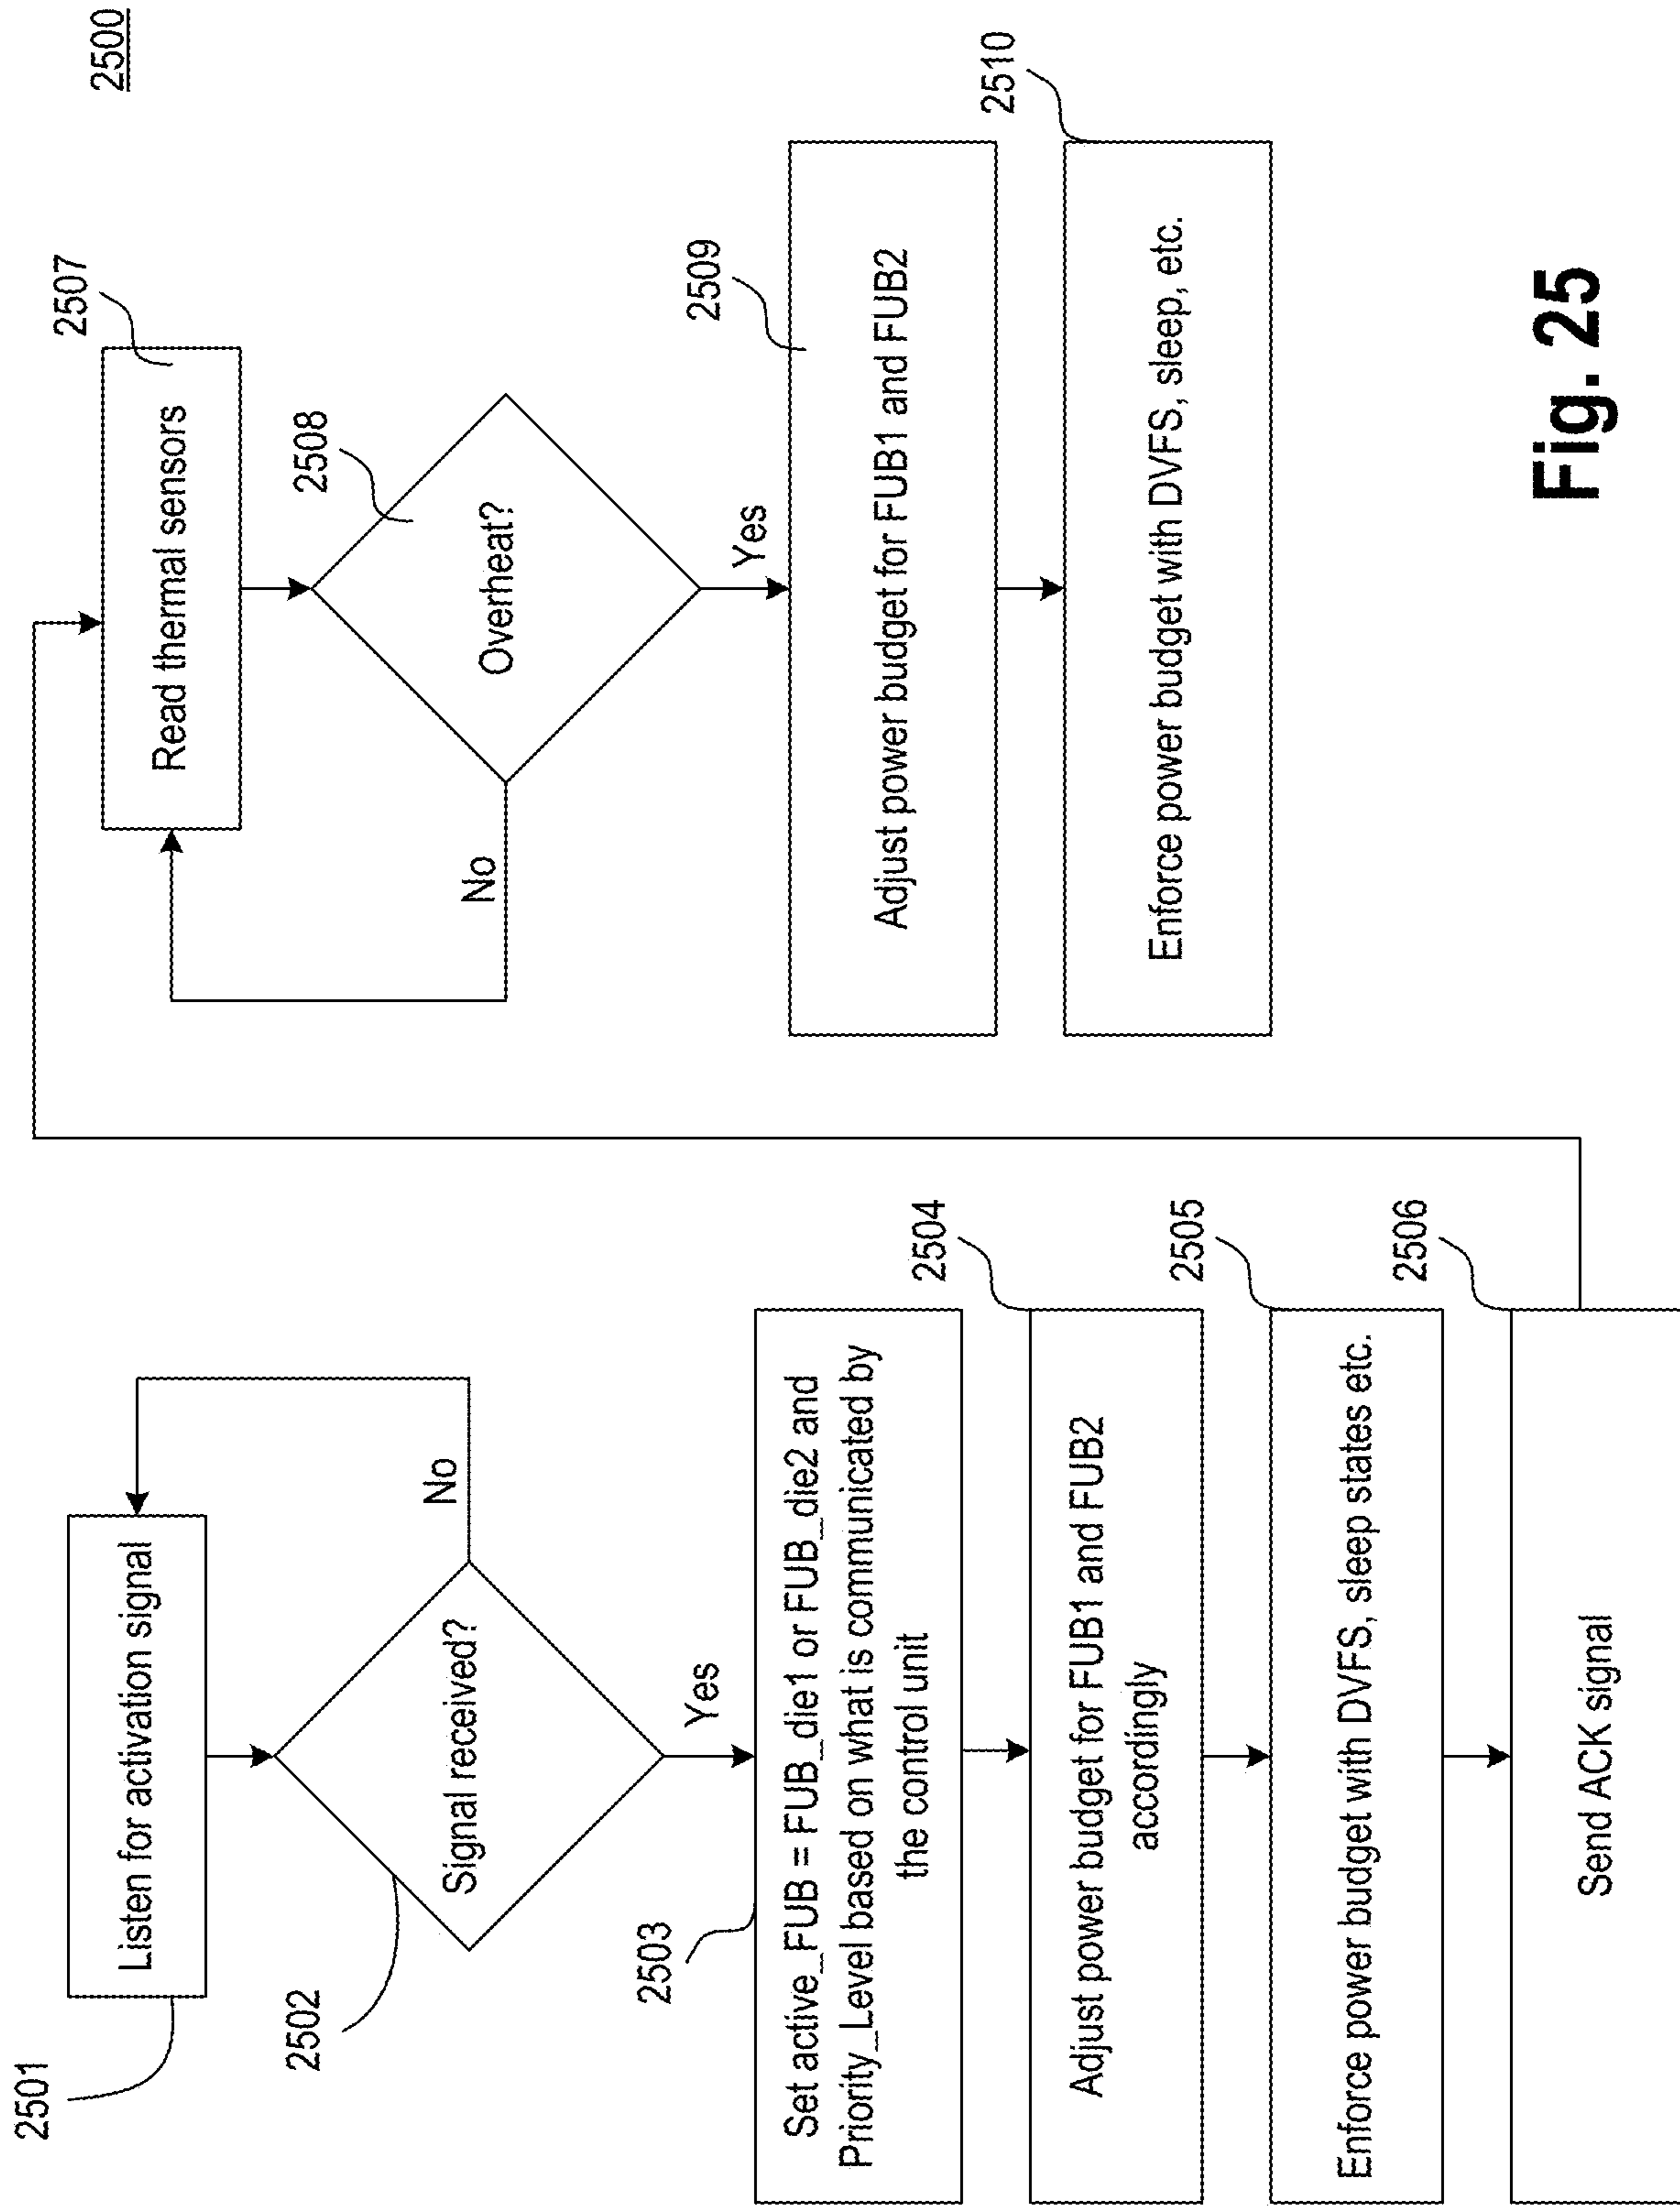 2500
2501
Listen for activation signal
2502
Signal received?
No
Yes
2503
Set active_FUB = FUB_die1 or FUB_die2 and
Priority_Level based on what is communicated by
the control unit
2504
Adjust power budget for FUB1 and FUB2
accordingly
2505
Enforce power budget with DVFS, sleep states etc.
2506
Send ACK signal
2507
Read thermal sensors
2508
Overheat?
No
Yes
2509
Adjust power budget for FUB1 and FUB2
2510
Enforce power budget with DVFS, sleep, etc.
Fig. 25